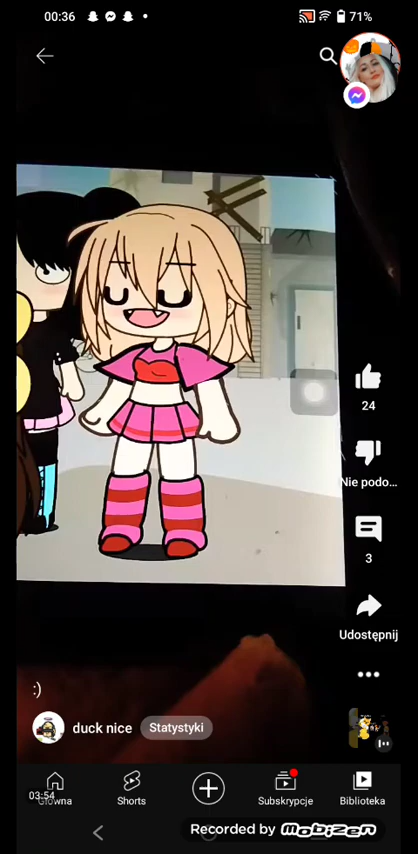 00:36
71%
24
Nie podo...
3
Udostępnij
:)
duck nice
Statystyki
Główna
03:54
Shorts
Subskrypcje
Biblioteka
Recorded by mobizen